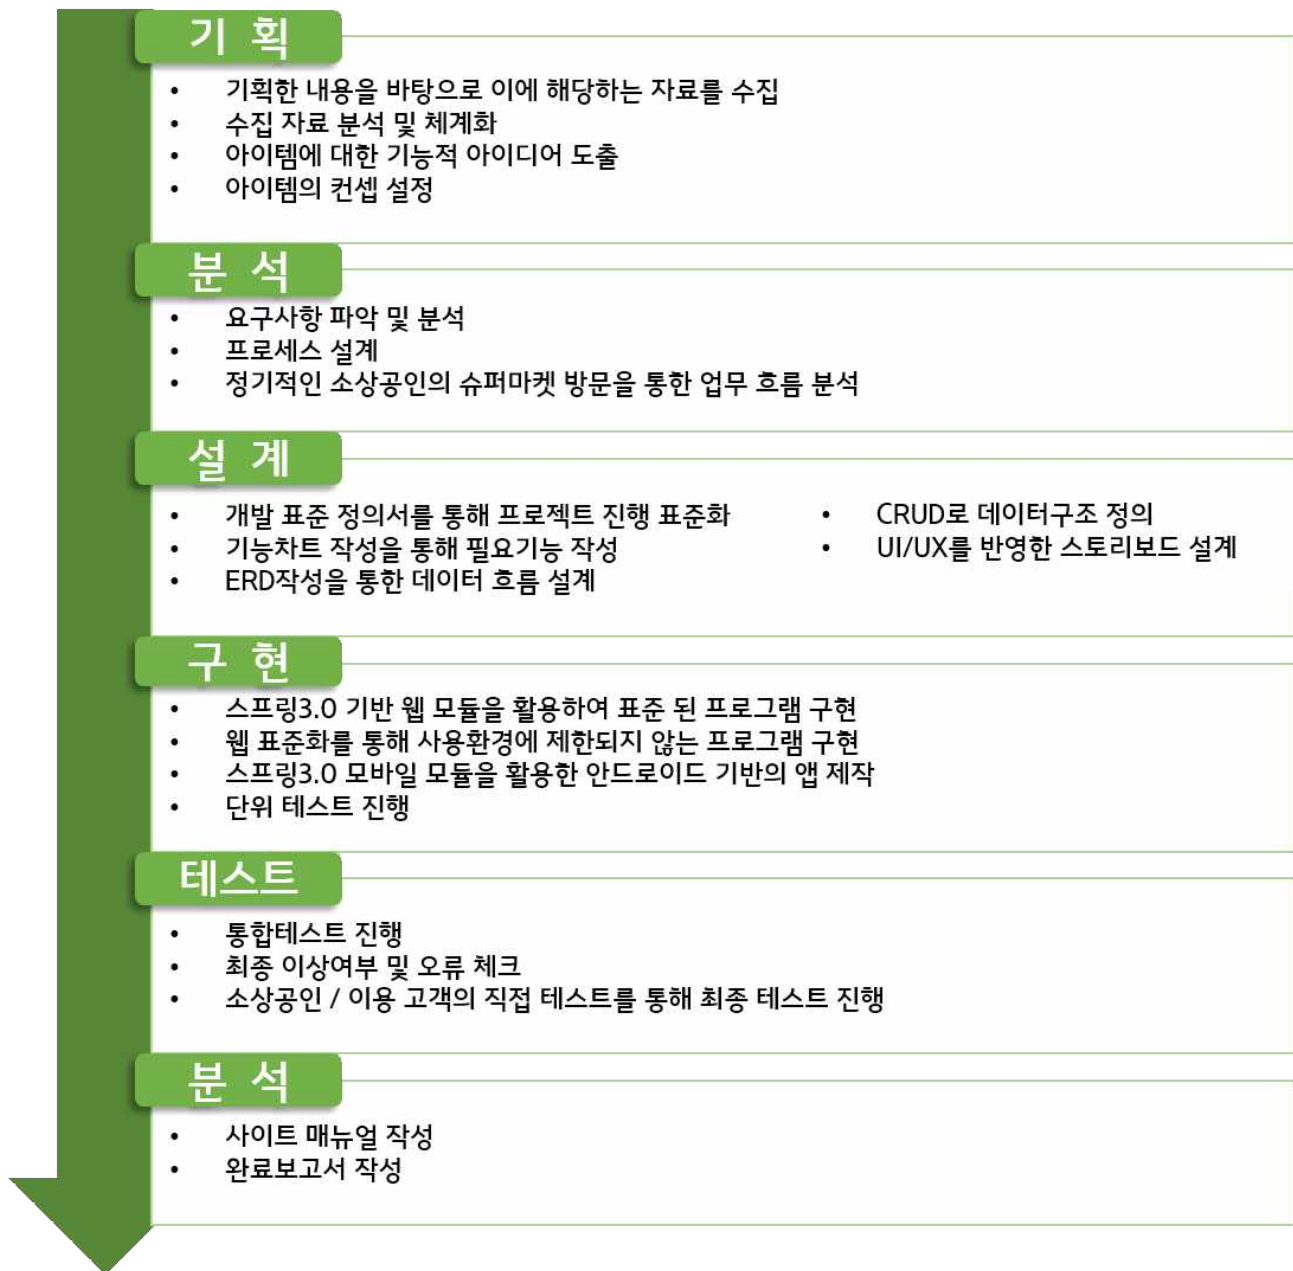 기 획
• 기획한 내용을 바탕으로 이에 해당하는 자료를 수집
• 수집 자료 분석 및 체계화
• 아이템에 대한 기능적 아이디어 도출
• 아이템의 컨셉 설정
분 석
• 요구사항 파악 및 분석
• 프로세스 설계
• 정기적인 소상공인의 슈퍼마켓 방문을 통한 업무 흐름 분석
설 계
• 개발 표준 정의서를 통해 프로젝트 진행 표준화
• 기능차트 작성을 통해 필요기능 작성
• ERD작성을 통한 데이터 흐름 설계
• CRUD로 데이터구조 정의
• UI/UX를 반영한 스토리보드 설계
구 현
• 스프링3.0 기반 웹 모듈을 활용하여 표준 된 프로그램 구현
• 웹 표준화를 통해 사용환경에 제한되지 않는 프로그램 구현
• 스프링3.0 모바일 모듈을 활용한 안드로이드 기반의 앱 제작
• 단위 테스트 진행
테스트
• 통합테스트 진행
• 최종 이상여부 및 오류 체크
• 소상공인 / 이용 고객의 직접 테스트를 통해 최종 테스트 진행
분 석
• 사이트 매뉴얼 작성
• 완료보고서 작성